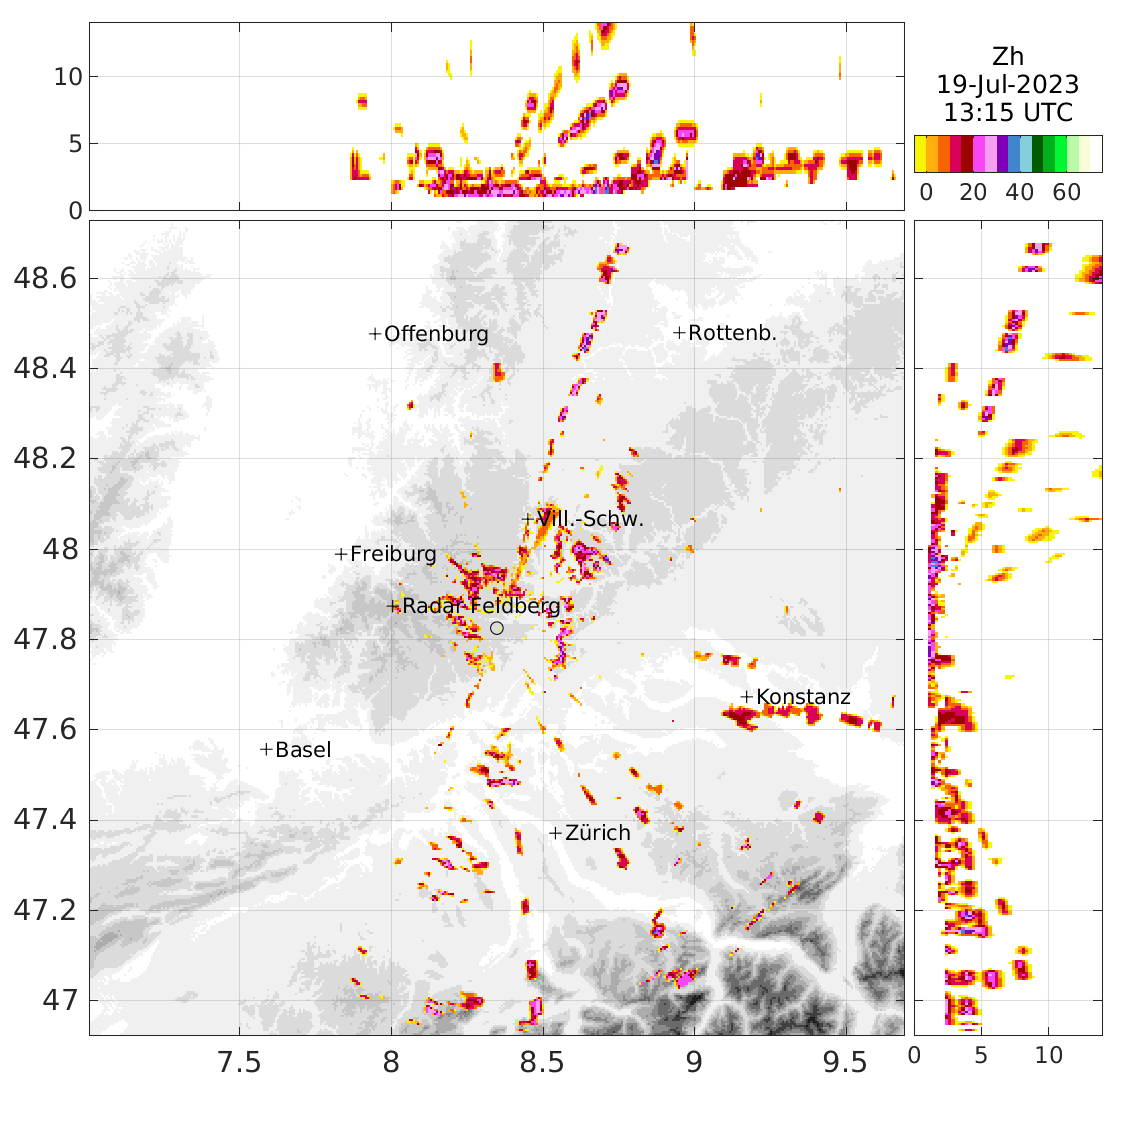 10
5
0
Zh
19-Jul-2023
13:15 UTC
0 20 40 60
48.6
48.4
48.2
48
47.8
47.6
47.4
47.2
47
+Offenburg
+Rottenb.
+Vill.-Schw.
+Freiburg
+Radar Feldberg
+Konstanz
+Basel
+Zürich
7.5 8 8.5 9 9.5
0 5 10